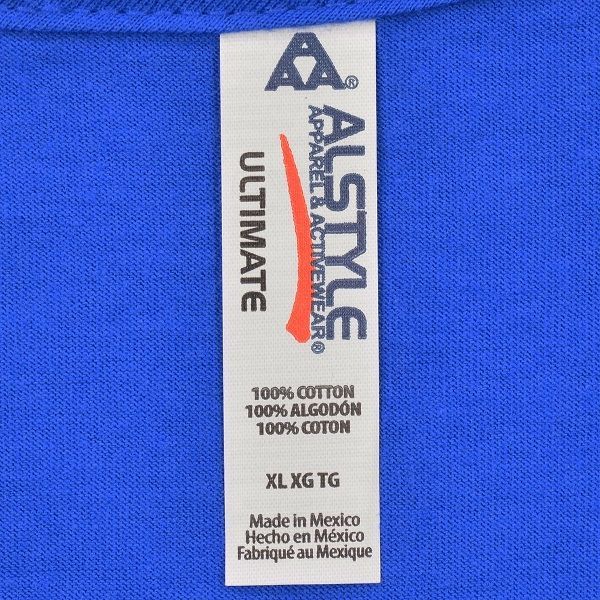 AAA®
ALSTYLE
APPAREL & ACTIVEWEAR®
ULTIMATE
100% COTTON
100% ALGODÓN
100% COTON
XL XG TG
Made in Mexico
Hecho en México
Fabriqué au Mexique